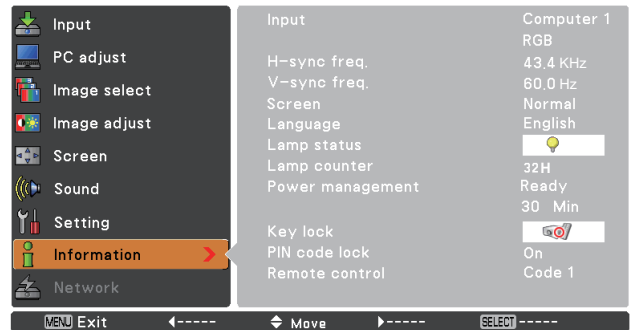 Input
PC adjust
Image select
Image adjust
Screen
Sound
Setting
Information
Network
Input Computer 1
RGB
H-sync freq. 43.4 KHz
V-sync freq. 60.0 Hz
Screen Normal
Language English
Lamp status
Lamp counter 32H
Power management Ready
30 Min
Key lock
PIN code lock On
Remote control Code 1
MENU Exit ◀----- Move ▶----- SELECT -----